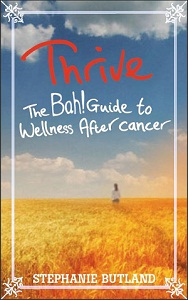 Thrive
The Bah! Guide to
Wellness After Cancer
STEPHANIE BUTLAND